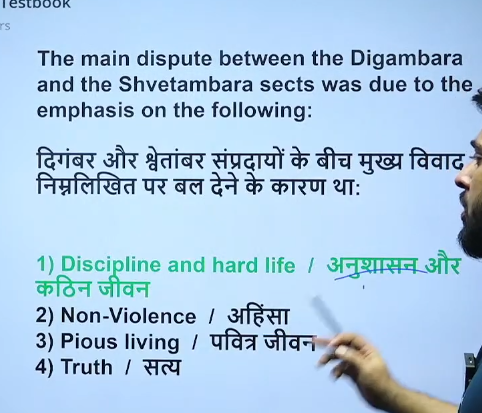 Testbook
rs
The main dispute between the Digambara
and the Shvetambara sects was due to the
emphasis on the following:
दिगंबर और श्वेतांबर संप्रदायों के बीच मुख्य विवाद
निम्नलिखित पर बल देने के कारण था:
1) Discipline and hard life / अनुशासन और
कठिन जीवन
2) Non-Violence / अहिंसा
3) Pious living / पवित्र जीवन
4) Truth / सत्य